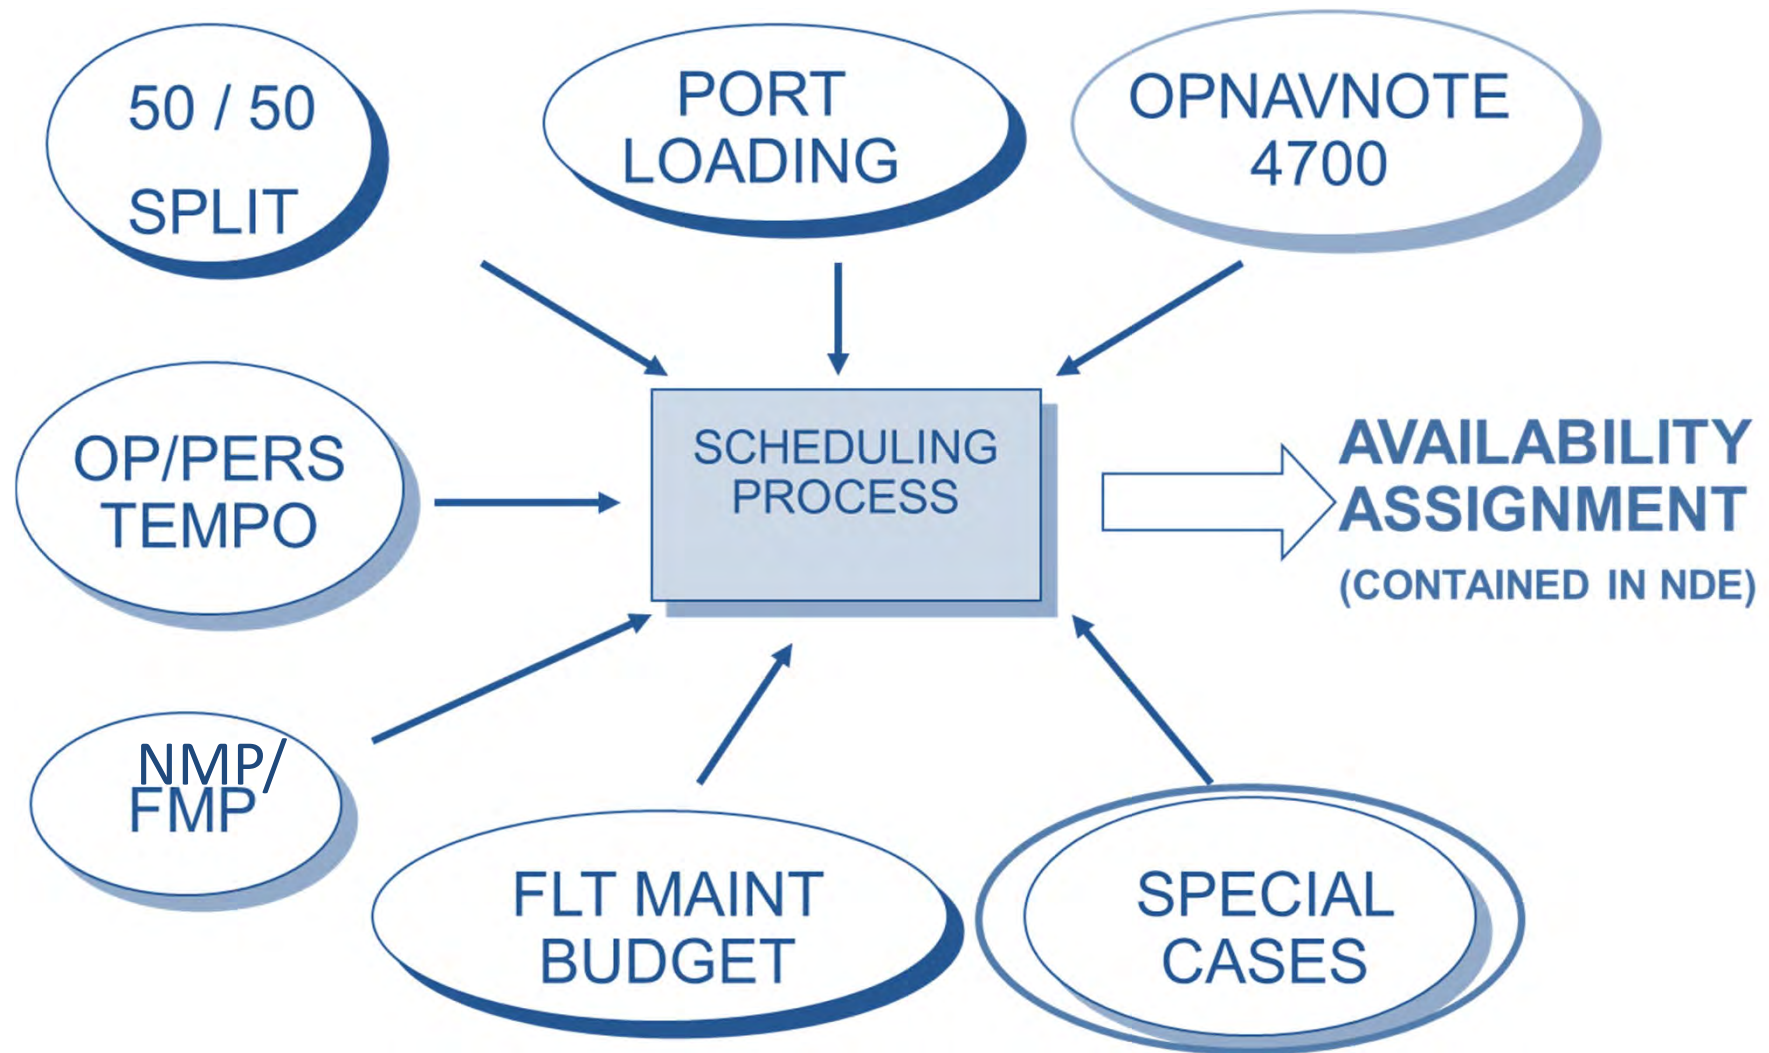 50 / 50
SPLIT
PORT
LOADING
OPNAVNOTE
4700
OP/PERS
TEMPO
SCHEDULING
PROCESS
AVAILABILITY
ASSIGNMENT
(CONTAINED IN NDE)
NMP/
FMP
FLT MAINT
BUDGET
SPECIAL
CASES